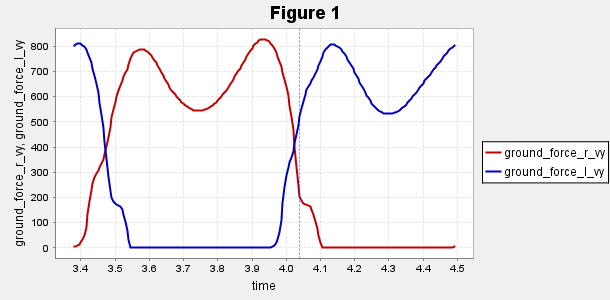 Figure 1
ground_force_r_vy, ground_force_l_vy
800
700
600
500
400
300
200
100
0
3.4 3.5 3.6 3.7 3.8 3.9 4.0 4.1 4.2 4.3 4.4 4.5
time
ground_force_r_vy
ground_force_l_vy